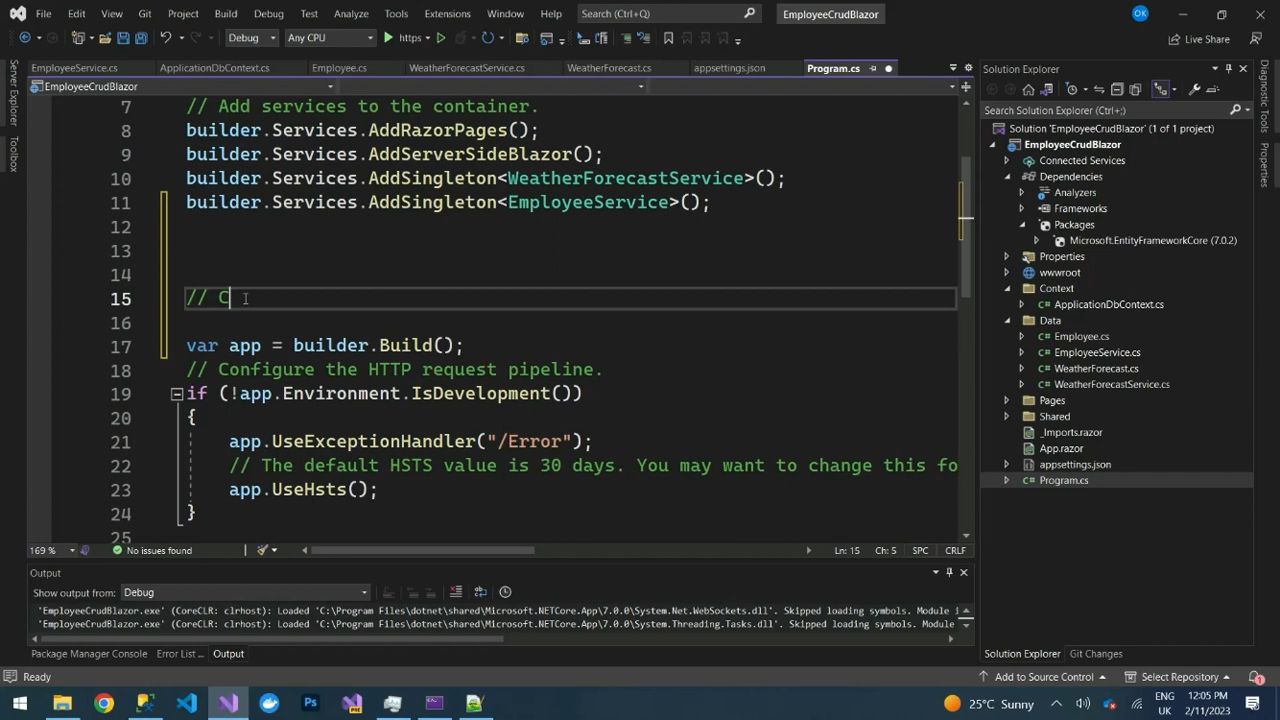 File Edit View Git Project Build Debug Test Analyze Tools Extensions Window Help Search (Ctrl+Q) EmployeeCrudBlazor OK
Debug Any CPU https Live Share
EmployeeService.cs ApplicationDbContext.cs Employee.cs WeatherForecastService.cs WeatherForecast.cs appsettings.json Program.cs
EmployeeCrudBlazor
7 // Add services to the container.
8 builder.Services.AddRazorPages();
9 builder.Services.AddServerSideBlazor();
10 builder.Services.AddSingleton<WeatherForecastService>();
11 builder.Services.AddSingleton<EmployeeService>();
12
13
14
15 // C
16
17 var app = builder.Build();
18 // Configure the HTTP request pipeline.
19 if (!app.Environment.IsDevelopment())
20 {
21 app.UseExceptionHandler("/Error");
22 // The default HSTS value is 30 days. You may want to change this fo
23 app.UseHsts();
24 }
25
169 % No issues found Ln: 15 Ch: 5 SPC CRLF
Output
Show output from: Debug
'EmployeeCrudBlazor.exe' (CoreCLR: clrhost): Loaded 'C:\Program Files\dotnet\shared\Microsoft.NETCore.App\7.0.0\System.Net.WebSockets.dll'. Skipped loading symbols. Module
'EmployeeCrudBlazor.exe' (CoreCLR: clrhost): Loaded 'C:\Program Files\dotnet\shared\Microsoft.NETCore.App\7.0.0\System.Threading.Tasks.dll'. Skipped loading symbols. Module
Package Manager Console Error List ... Output
Server Explorer
Toolbox
Solution Explorer
Search Solution Explorer (Ctrl+;)
Solution 'EmployeeCrudBlazor' (1 of 1 project)
EmployeeCrudBlazor
Connected Services
Dependencies
Analyzers
Frameworks
Packages
Microsoft.EntityFrameworkCore (7.0.2)
Properties
wwwroot
Context
ApplicationDbContext.cs
Data
Employee.cs
EmployeeService.cs
WeatherForecast.cs
WeatherForecastService.cs
Pages
Shared
_Imports.razor
App.razor
appsettings.json
Program.cs
Solution Explorer Git Changes
Diagnostic Tools
Properties
Ready Add to Source Control Select Repository 1
25°C Sunny ENG UK 12:05 PM 2/11/2023